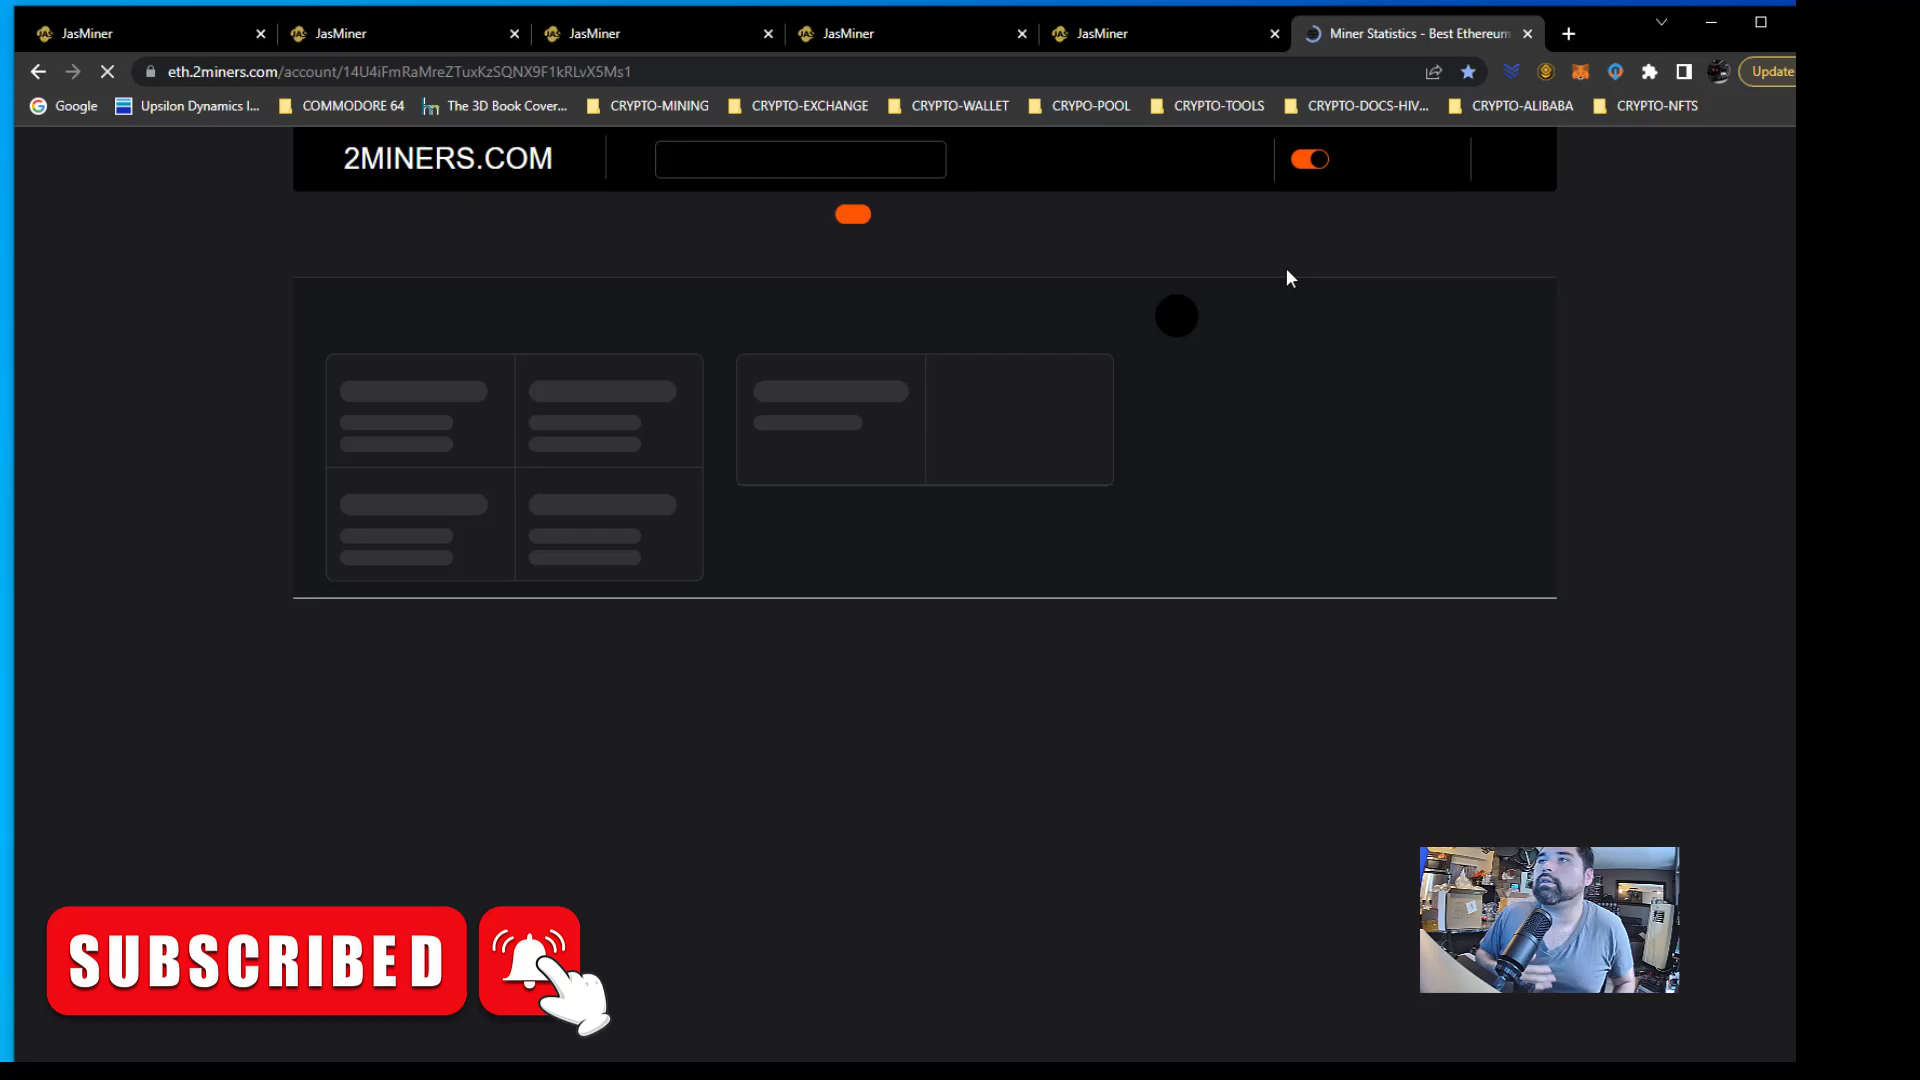 JasMiner JasMiner JasMiner JasMiner JasMiner Miner Statistics - Best Ethereum
eth.2miners.com/account/14U4iFmRaMreZTuxKzSQNX9F1kRLvX5Ms1 Update
Google Upsilon Dynamics I... COMMODORE 64 The 3D Book Cover... CRYPTO-MINING CRYPTO-EXCHANGE CRYPTO-WALLET CRYPO-POOL CRYPTO-TOOLS CRYPTO-DOCS-HIV... CRYPTO-ALIBABA CRYPTO-NFTS
2MINERS.COM
SUBSCRIBED